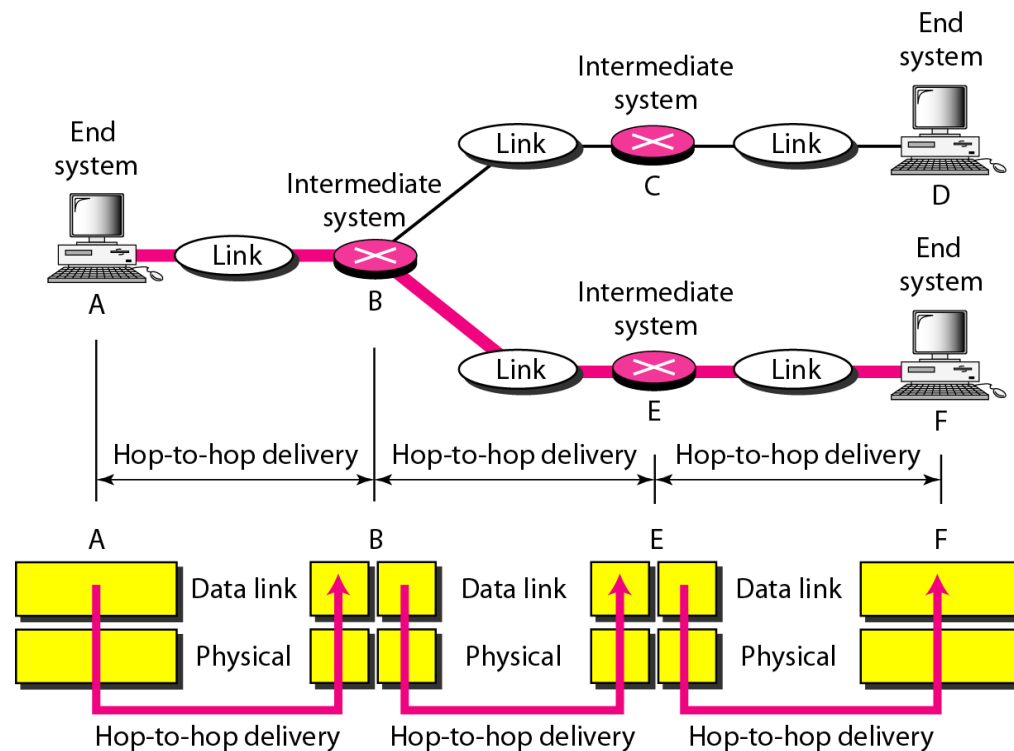 End
system
Intermediate
system
End
system
Link
Link
C
D
Intermediate
system
Link
A
B
Intermediate
system
End
system
Link
Link
E
F
Hop-to-hop delivery
Hop-to-hop delivery
Hop-to-hop delivery
A
B
E
F
Data link
Data link
Data link
Physical
Physical
Physical
Hop-to-hop delivery
Hop-to-hop delivery
Hop-to-hop delivery